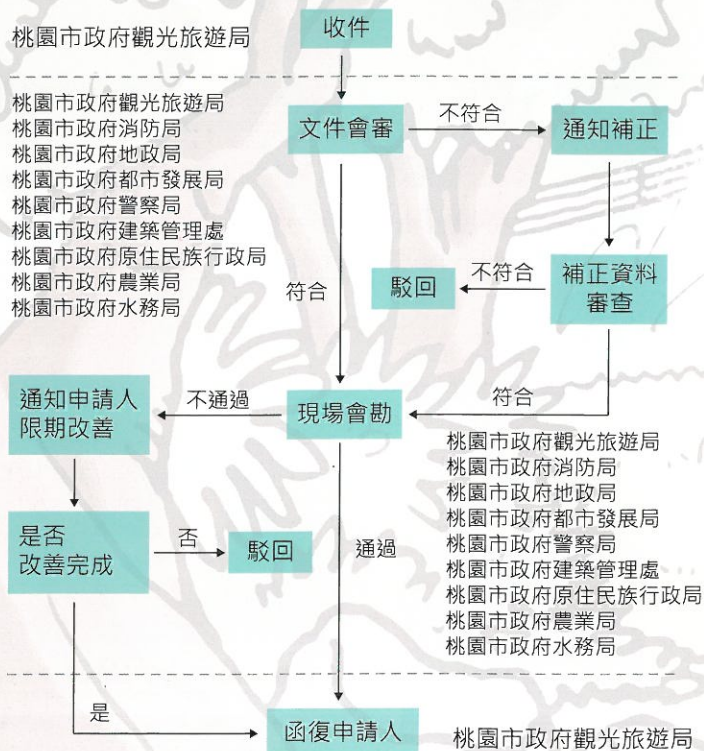 桃園市政府觀光旅遊局
收件
桃園市政府觀光旅遊局
桃園市政府消防局
桃園市政府地政局
桃園市政府都市發展局
桃園市政府警察局
桃園市政府建築管理處
桃園市政府原住民族行政局
桃園市政府農業局
桃園市政府水務局
文件會審
不符合
通知補正
符合
駁回
不符合
補正資料
審查
符合
通知申請人
限期改善
不通過
現場會勘
桃園市政府觀光旅遊局
桃園市政府消防局
桃園市政府地政局
桃園市政府都市發展局
桃園市政府警察局
桃園市政府建築管理處
桃園市政府原住民族行政局
桃園市政府農業局
桃園市政府水務局
是否
改善完成
否
駁回
通過
是
函復申請人
桃園市政府觀光旅遊局